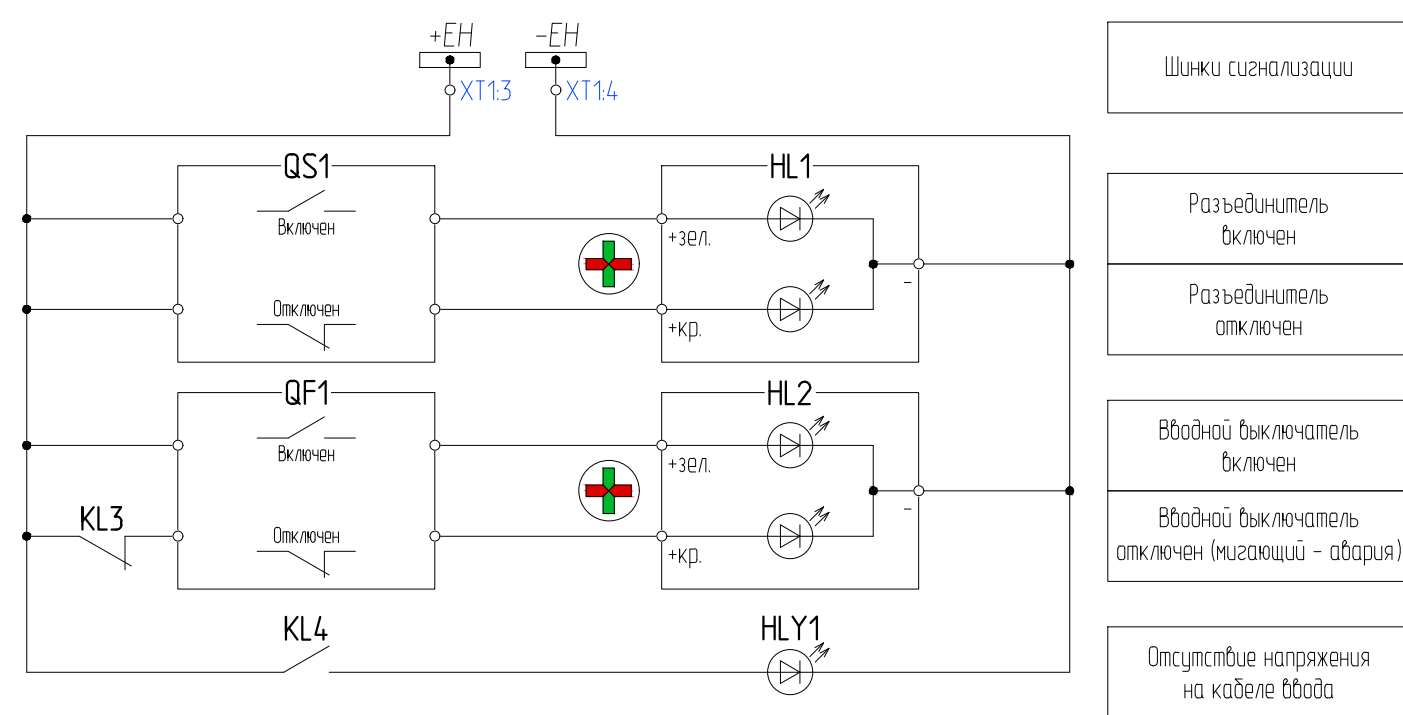 +EH
-EH
XT1:3
XT1:4
Шинки сигнализации
QS1
Включен
Отключен
HL1
+зел.
+кр.
-
Разъединитель
включен
Разъединитель
отключен
QF1
Включен
Отключен
KL3
HL2
+зел.
+кр.
-
Вводной выключатель
включен
Вводной выключатель
отключен (мигающий - авария)
KL4
HLY1
Отсутствие напряжения
на кабеле ввода